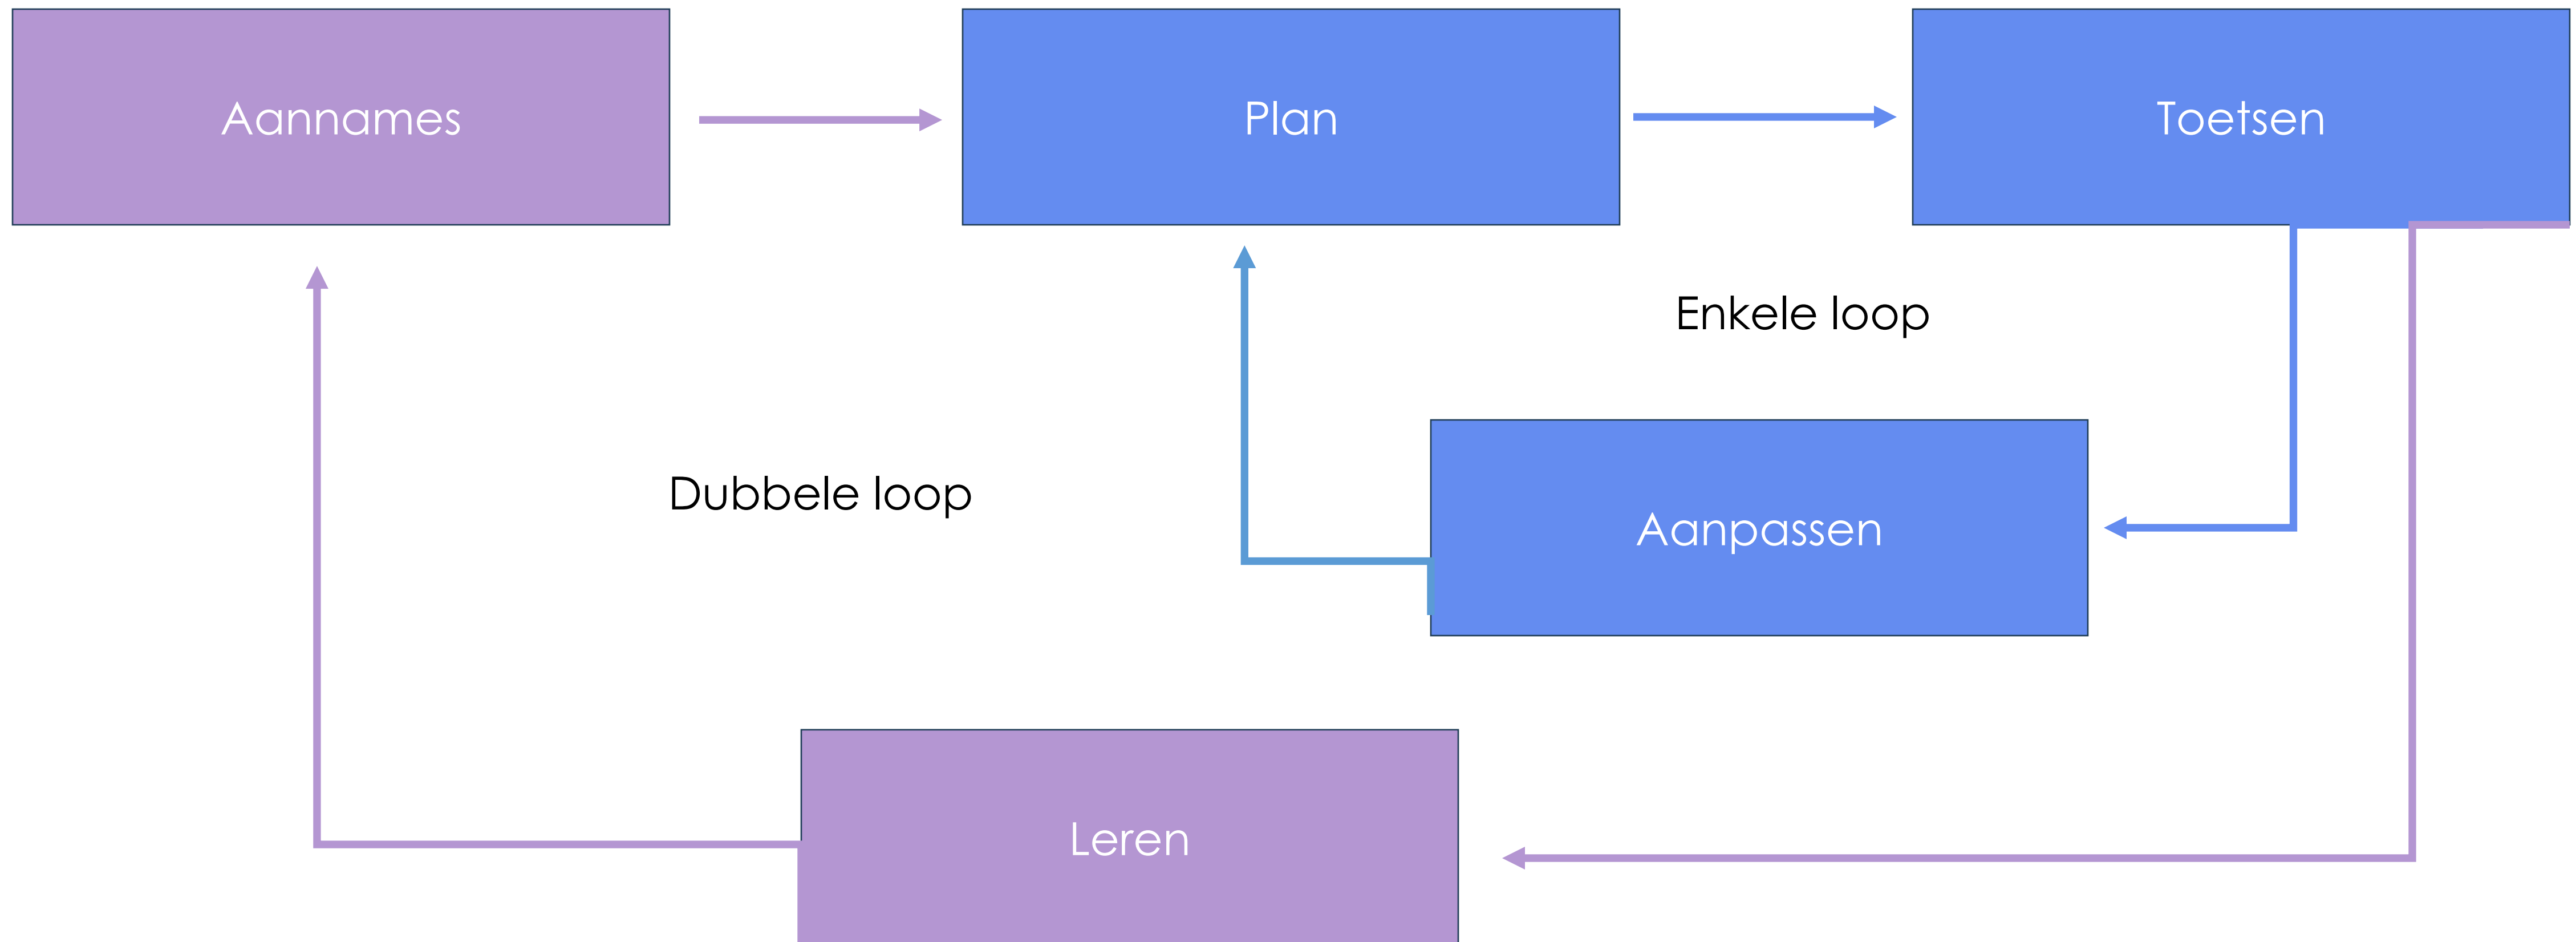 Aannames
Plan
Toetsen
Enkele loop
Dubbele loop
Aanpassen
Leren